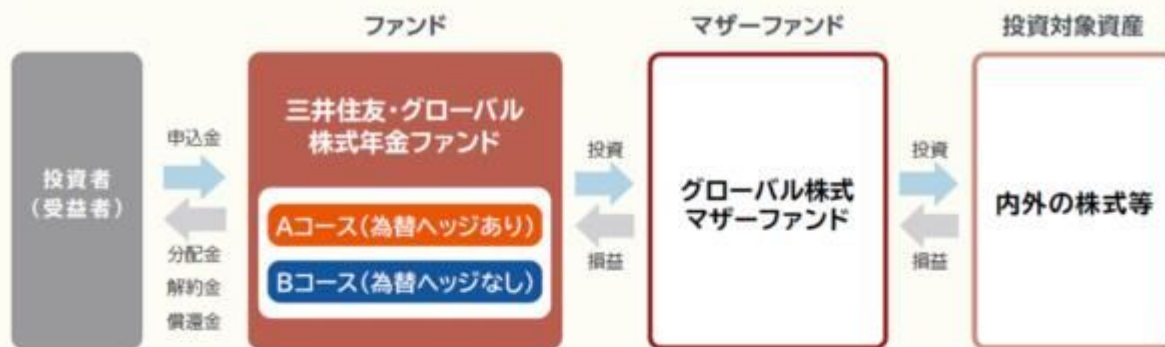 ファンド
マザーファンド
投資対象資産
投資者
(受益者)
申込金
分配金
解約金
償還金
三井住友・グローバル
株式年金ファンド
Aコース(為替ヘッジあり)
Bコース(為替ヘッジなし)
投資
損益
グローバル株式
マザーファンド
投資
損益
内外の株式等